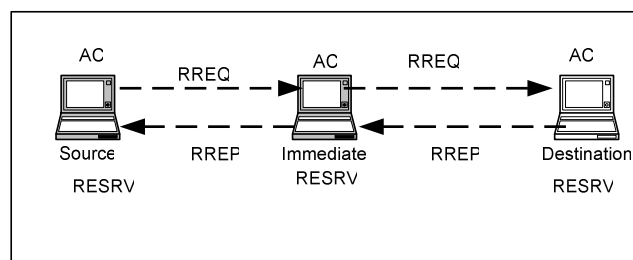 AC
AC
AC
RREQ
RREQ
Source
RREP
Immediate
RREP
Destination
RESRV
RESRV
RESRV